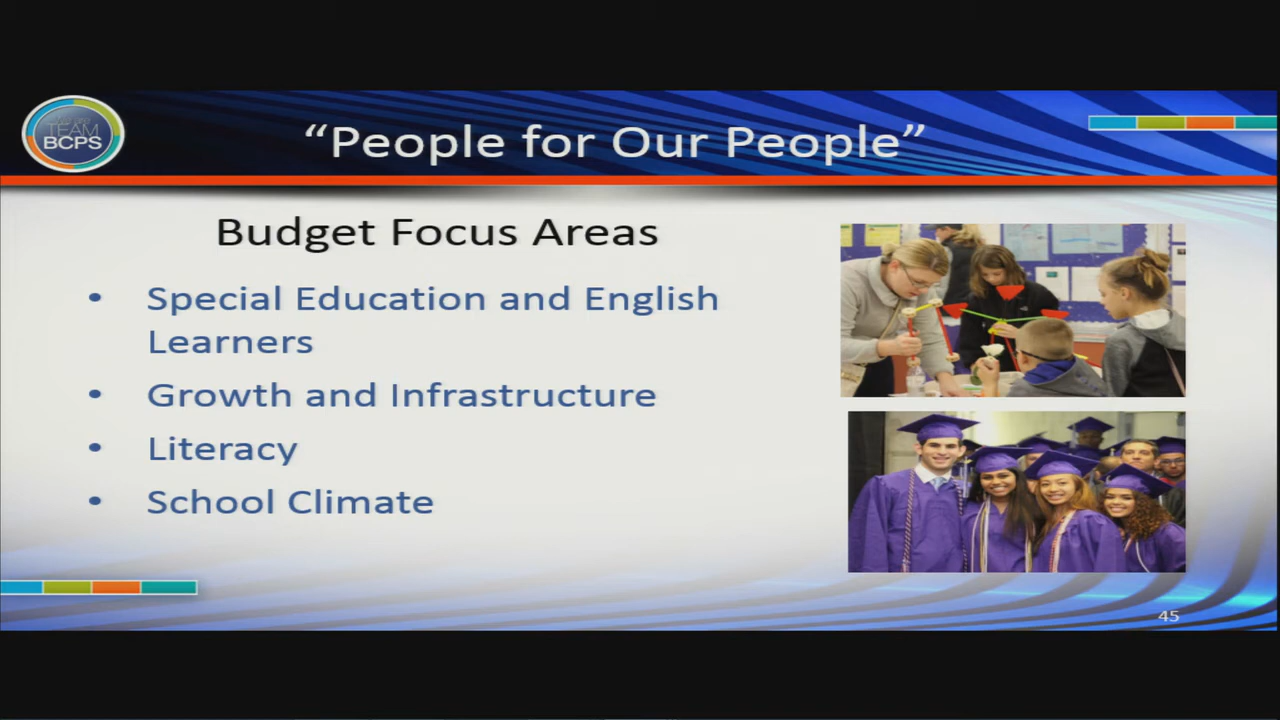 TEAM
BCPS
“People for Our People”
Budget Focus Areas
• Special Education and English
Learners
• Growth and Infrastructure
• Literacy
• School Climate
45